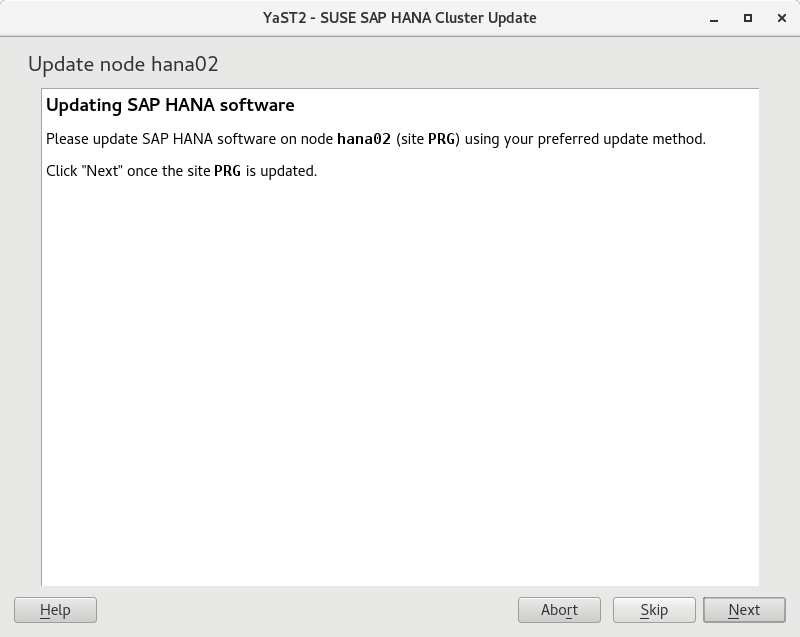 YaST2 - SUSE SAP HANA Cluster Update
Update node hana02
Updating SAP HANA software
Please update SAP HANA software on node hana02 (site PRG) using your preferred update method.
Click "Next" once the site PRG is updated.
Help
Abort
Skip
Next